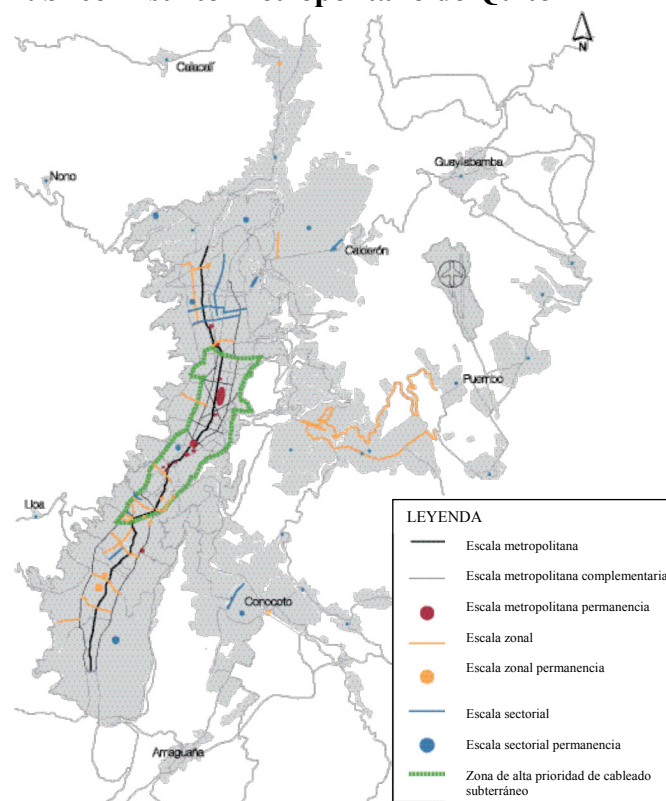 N
Calacalí
Nono
Guayllabamba
Calderón
Puembo
Lloa
Conocoto
LEYENDA
Escala metropolitana
Escala metropolitana complementaria
Escala metropolitana permanencia
Escala zonal
Escala zonal permanencia
Escala sectorial
Escala sectorial permanencia
Zona de alta prioridad de cableado
subterráneo